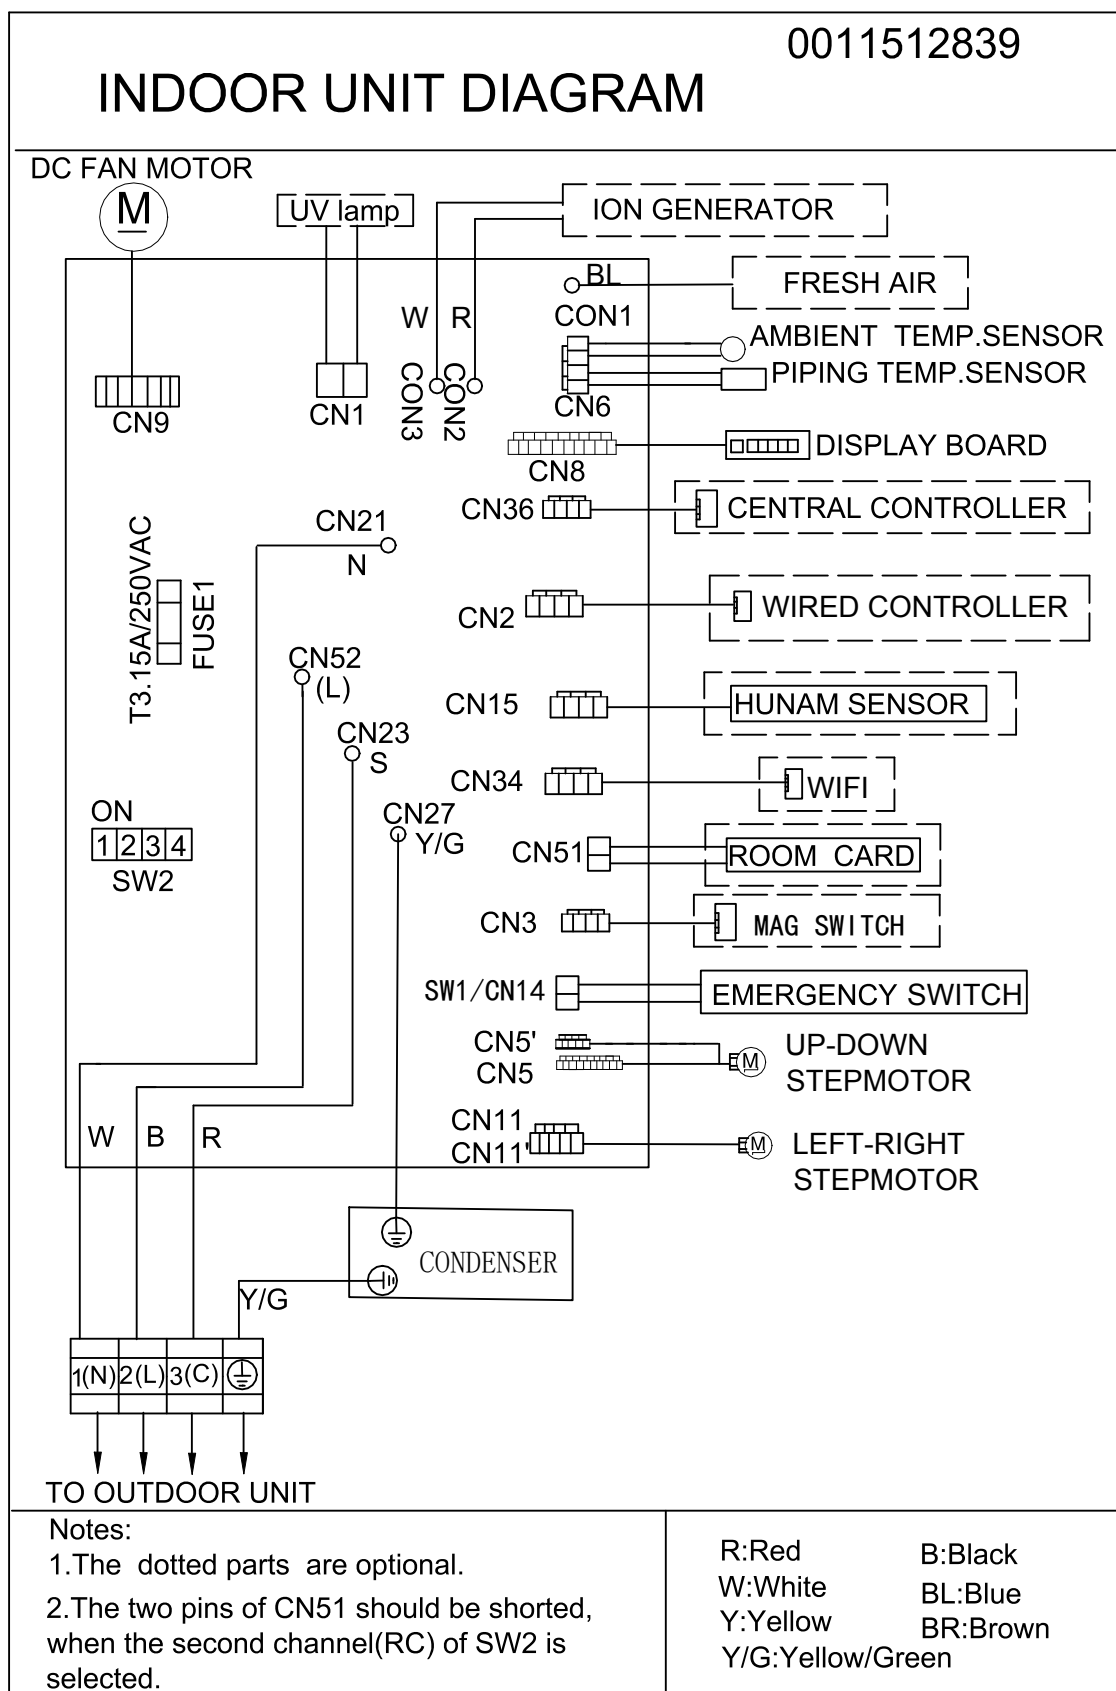 0011512839
INDOOR UNIT DIAGRAM
DC FAN MOTOR
M
UV lamp
ION GENERATOR
BL
FRESH AIR
W
R
CON1
AMBIENT TEMP.SENSOR
PIPING TEMP.SENSOR
CN9
CN1
CON3
CON2
CN6
DISPLAY BOARD
CN8
CN36
CENTRAL CONTROLLER
CN21
N
T3.15A/250VAC
FUSE1
CN2
WIRED CONTROLLER
CN52
(L)
CN15
HUNAM SENSOR
CN23
S
CN34
WIFI
ON
1 2 3 4
SW2
CN27
Y/G
CN51
ROOM CARD
CN3
MAG SWITCH
SW1/CN14
EMERGENCY SWITCH
CN5'
CN5
M
UP-DOWN
STEPMOTOR
W
B
R
CN11
CN11'
M
LEFT-RIGHT
STEPMOTOR
CONDENSER
Y/G
1(N) 2(L) 3(C)
TO OUTDOOR UNIT
Notes:
1.The dotted parts are optional.
2.The two pins of CN51 should be shorted,
when the second channel(RC) of SW2 is
selected.
R:Red
B:Black
W:White
BL:Blue
Y:Yellow
BR:Brown
Y/G:Yellow/Green